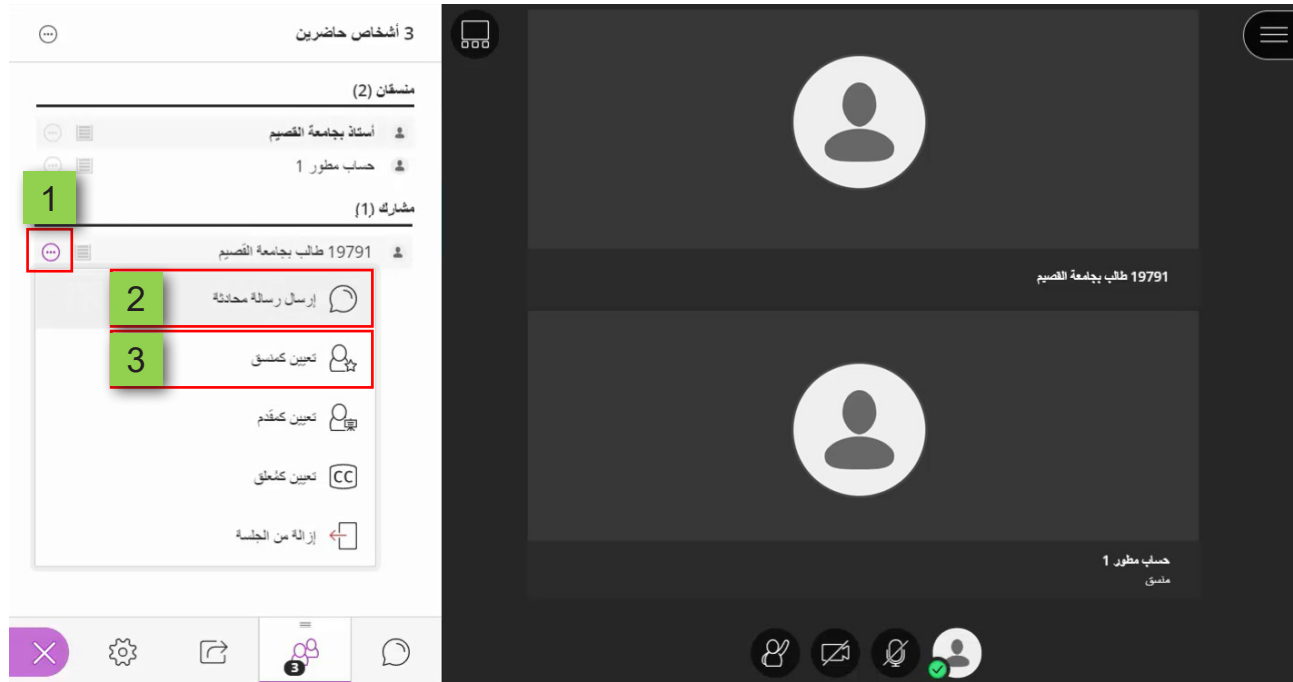 3 أشخاص حاضرين
منسقان (2)
أستاذ بجامعة القصيم
حساب مطور 1
1
مشارك (1)
19791 طالب بجامعة القصيم
2
إرسال رسالة محادثة
3
تعيين كمنسق
تعيين كمقدم
CC تعيين كمُعلق
إزالة من الجلسة
3
19791 طالب بجامعة القصيم
حساب مطور 1
منسق